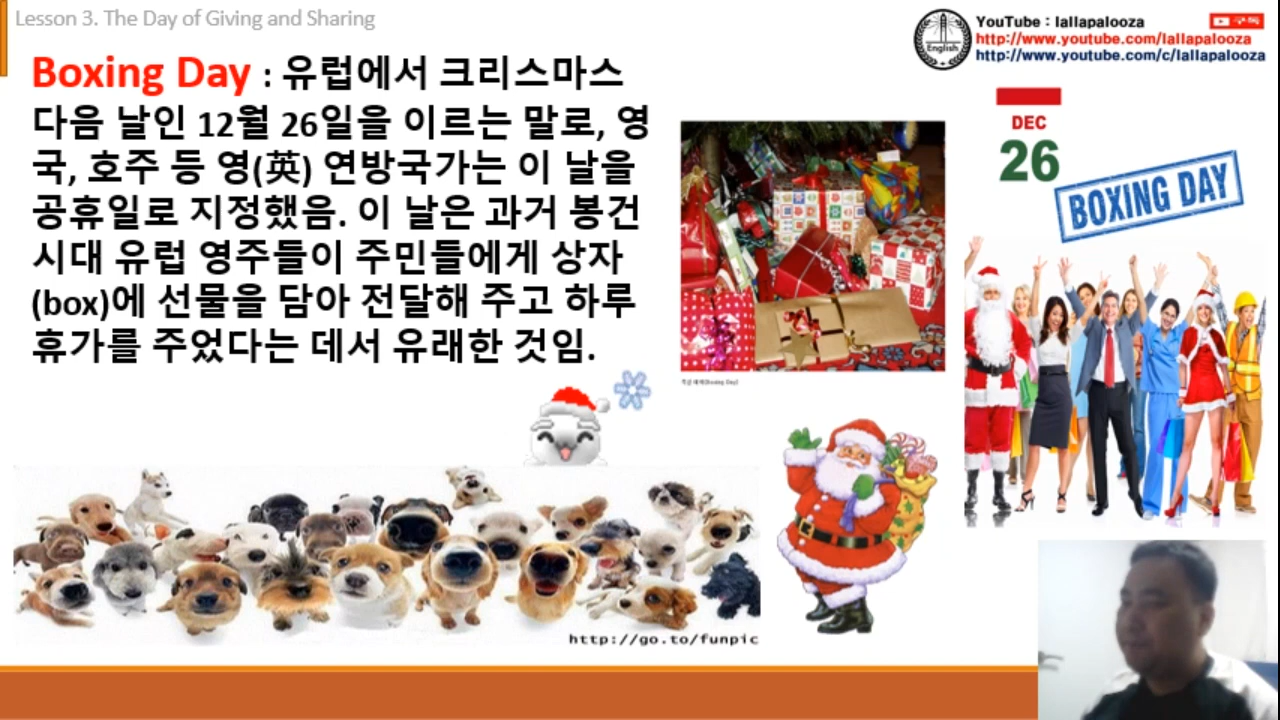 Lesson 3. The Day of Giving and Sharing
YouTube : lallapalooza
구독
http://www.youtube.com/lallapalooza
http://www.youtube.com/c/lallapalooza
English
Boxing Day : 유럽에서 크리스마스
다음 날인 12월 26일을 이르는 말로, 영
국, 호주 등 영(英) 연방국가는 이 날을
공휴일로 지정했음. 이 날은 과거 봉건
시대 유럽 영주들이 주민들에게 상자
(box)에 선물을 담아 전달해 주고 하루
휴가를 주었다는 데서 유래한 것임.
DEC
26
BOXING DAY
http://go.to/funpic